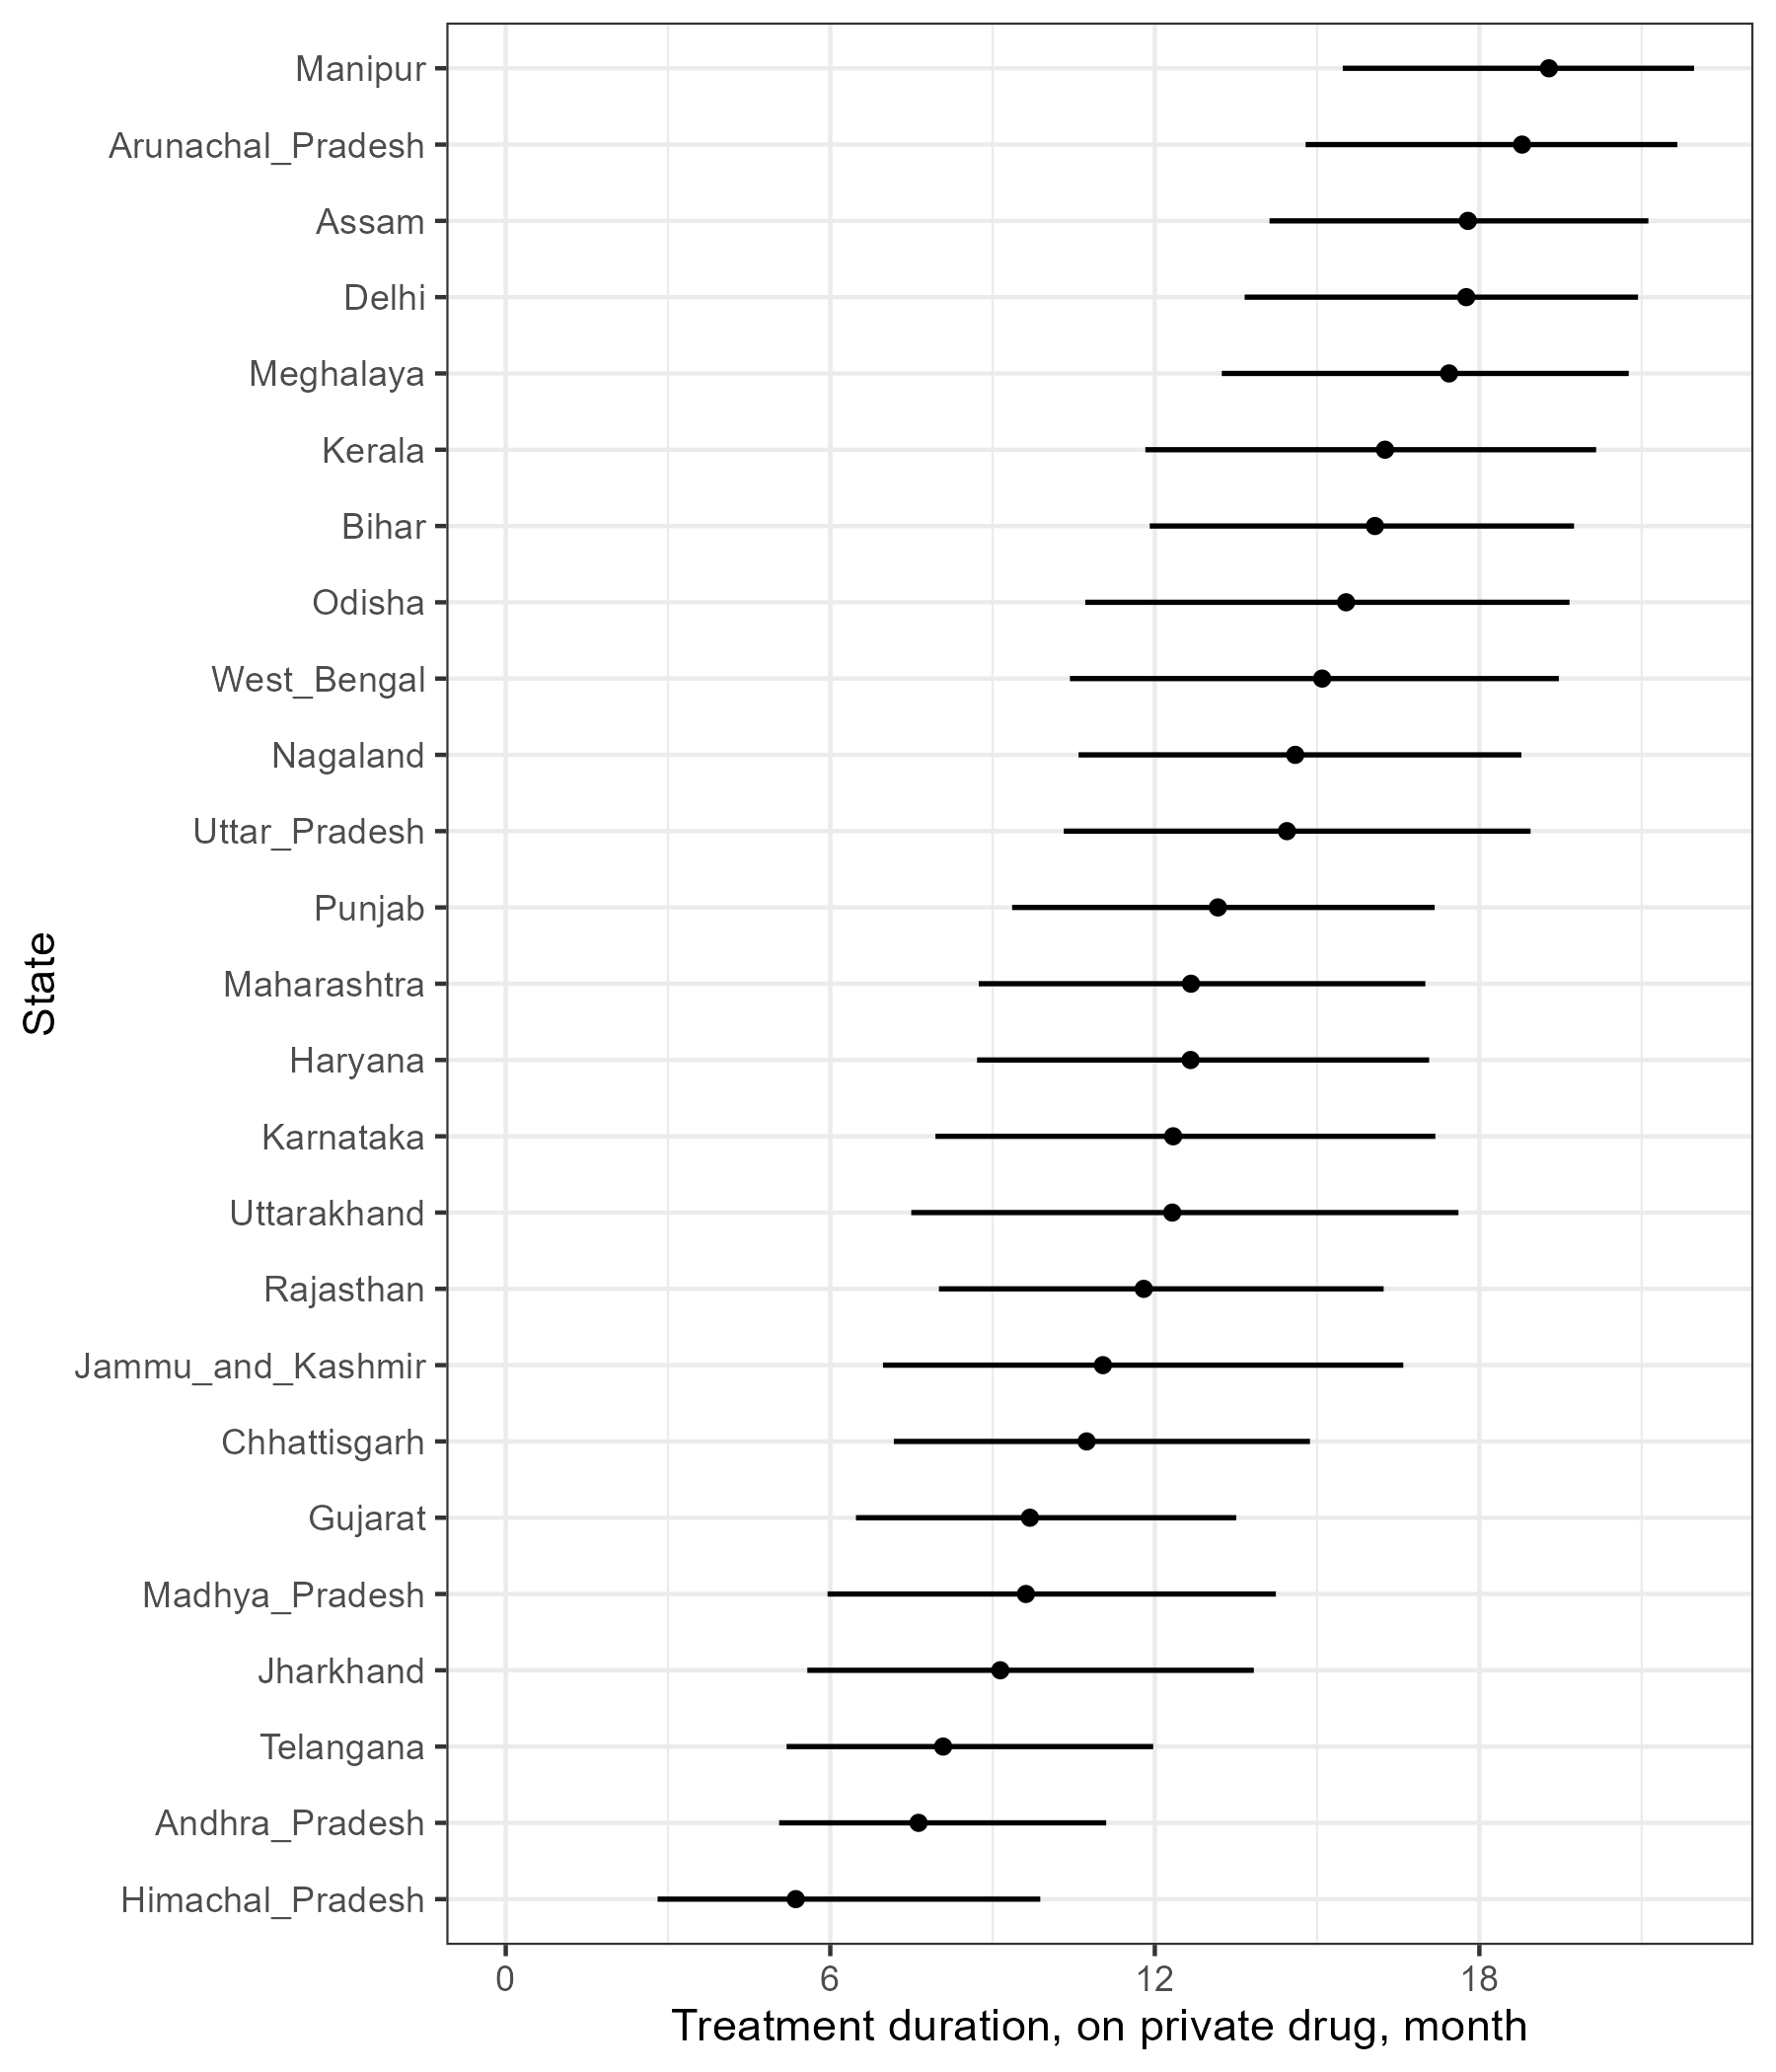 Manipur
Arunachal_Pradesh
Assam
Delhi
Meghalaya
Kerala
Bihar
Odisha
West_Bengal
Nagaland
Uttar_Pradesh
Punjab
Maharashtra
Haryana
Karnataka
Uttarakhand
Rajasthan
Jammu_and_Kashmir
Chhattisgarh
Gujarat
Madhya_Pradesh
Jharkhand
Telangana
Andhra_Pradesh
Himachal_Pradesh
State
0 6 12 18
Treatment duration, on private drug, month